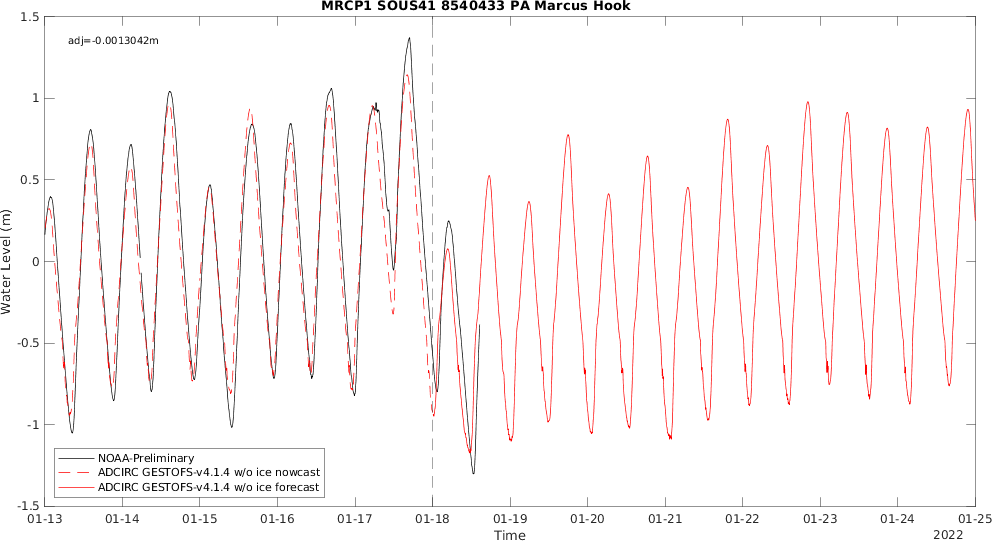 MRCP1 SOUS41 8540433 PA Marcus Hook
adj=-0.0013042m
1.5
1
0.5
0
-0.5
-1
-1.5
Water Level (m)
NOAA-Preliminary
ADCIRC GESTOFS-v4.1.4 w/o ice nowcast
ADCIRC GESTOFS-v4.1.4 w/o ice forecast
01-13 01-14 01-15 01-16 01-17 01-18 01-19 01-20 01-21 01-22 01-23 01-24 01-25
Time
2022